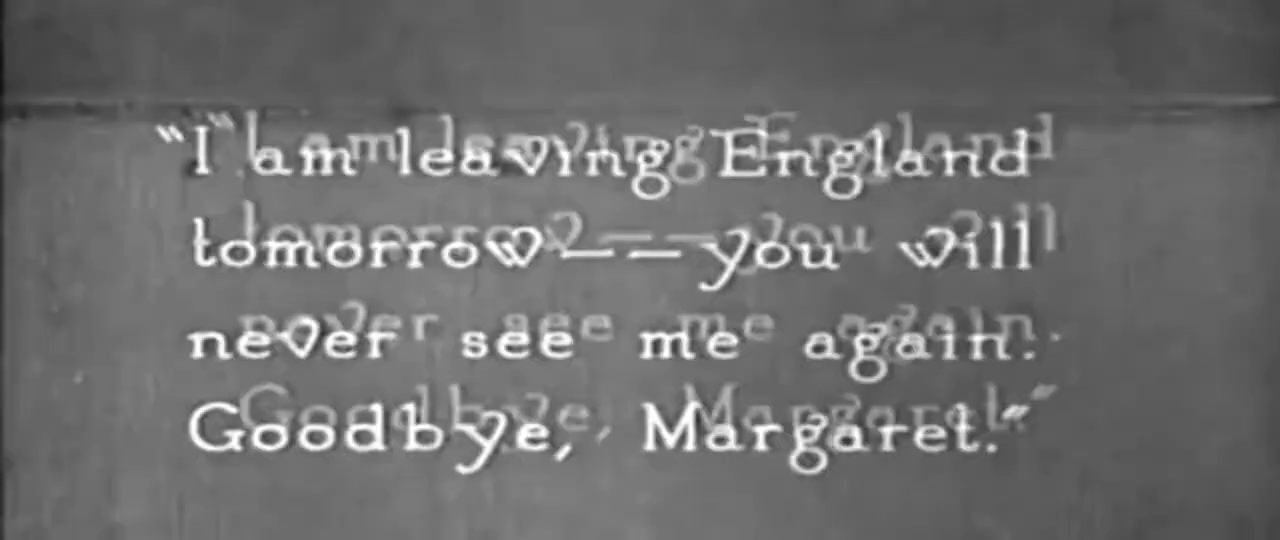 "I am leaving England
tomorrow -- you will
never see me again.
Goodbye, Margaret."